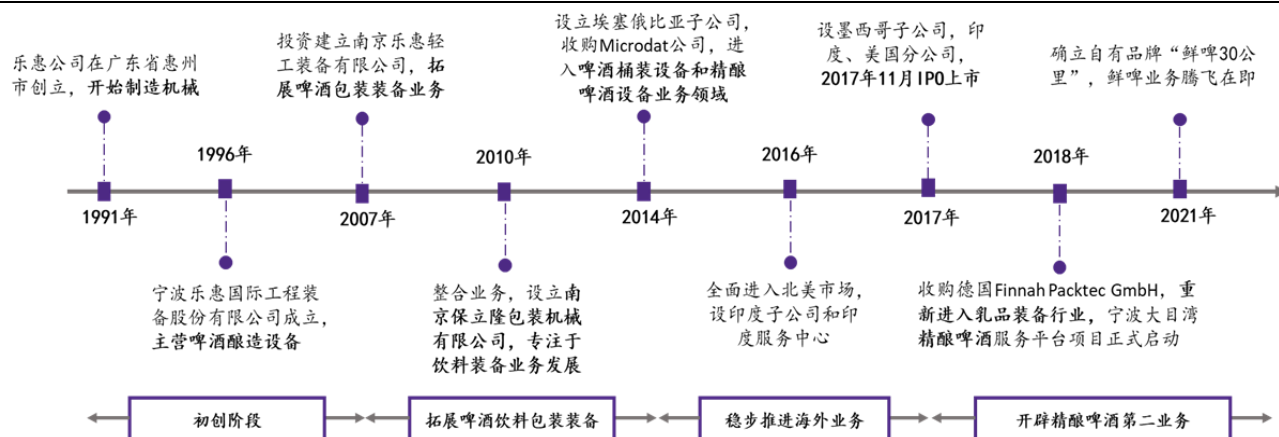 乐惠公司在广东省惠州
市创立，开始制造机械
1991年
1996年
宁波乐惠国际工程装
备股份有限公司成立，
主营啤酒酿造设备
投资建立南京乐惠轻
工装备有限公司，拓
展啤酒包装装备业务
2007年
2010年
整合业务，设立南
京保立隆包装机械
有限公司，专注于
饮料装备业务发展
设立埃塞俄比亚子公司，
收购Microdat公司，进
入啤酒桶装设备和精酿
啤酒设备业务领域
2014年
2016年
全面进入北美市场，
设印度子公司和印
度服务中心
设墨西哥子公司，印
度、美国分公司，
2017年11月IPO上市
2017年
2018年
收购德国Finnah Packtec GmbH，重
新进入乳品装备行业，宁波大目湾
精酿啤酒服务平台项目正式启动
确立自有品牌“鲜啤30公
里”，鲜啤业务腾飞在即
2021年
初创阶段
拓展啤酒饮料包装装备
稳步推进海外业务
开辟精酿啤酒第二业务